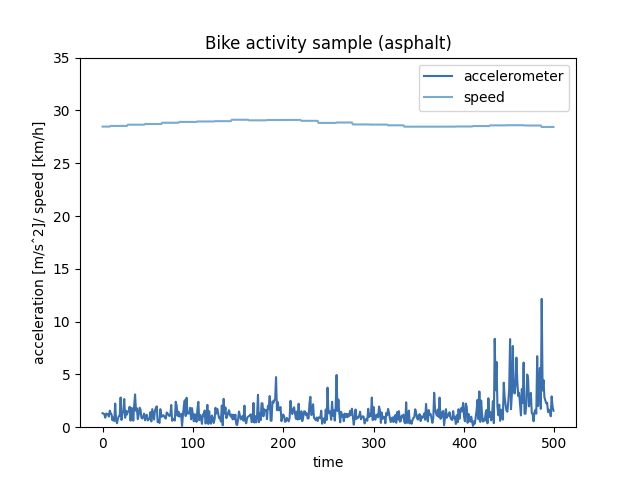 Bike activity sample (asphalt)
accelerometer
speed
acceleration [m/sˆ2]/ speed [km/h]
35
30
25
20
15
10
5
0
0
100
200
300
400
500
time